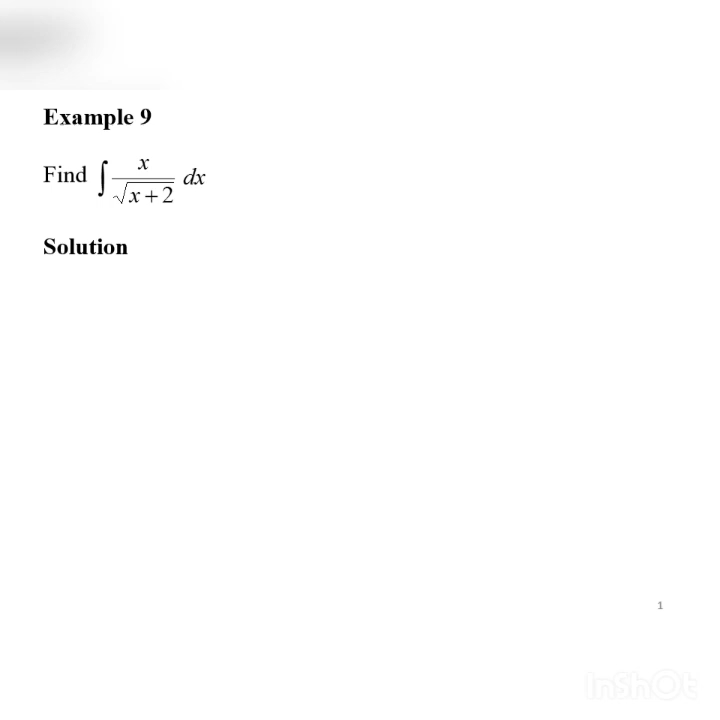 Example 9
Find ∫ x/√(x+2) dx
Solution
1
InShOt